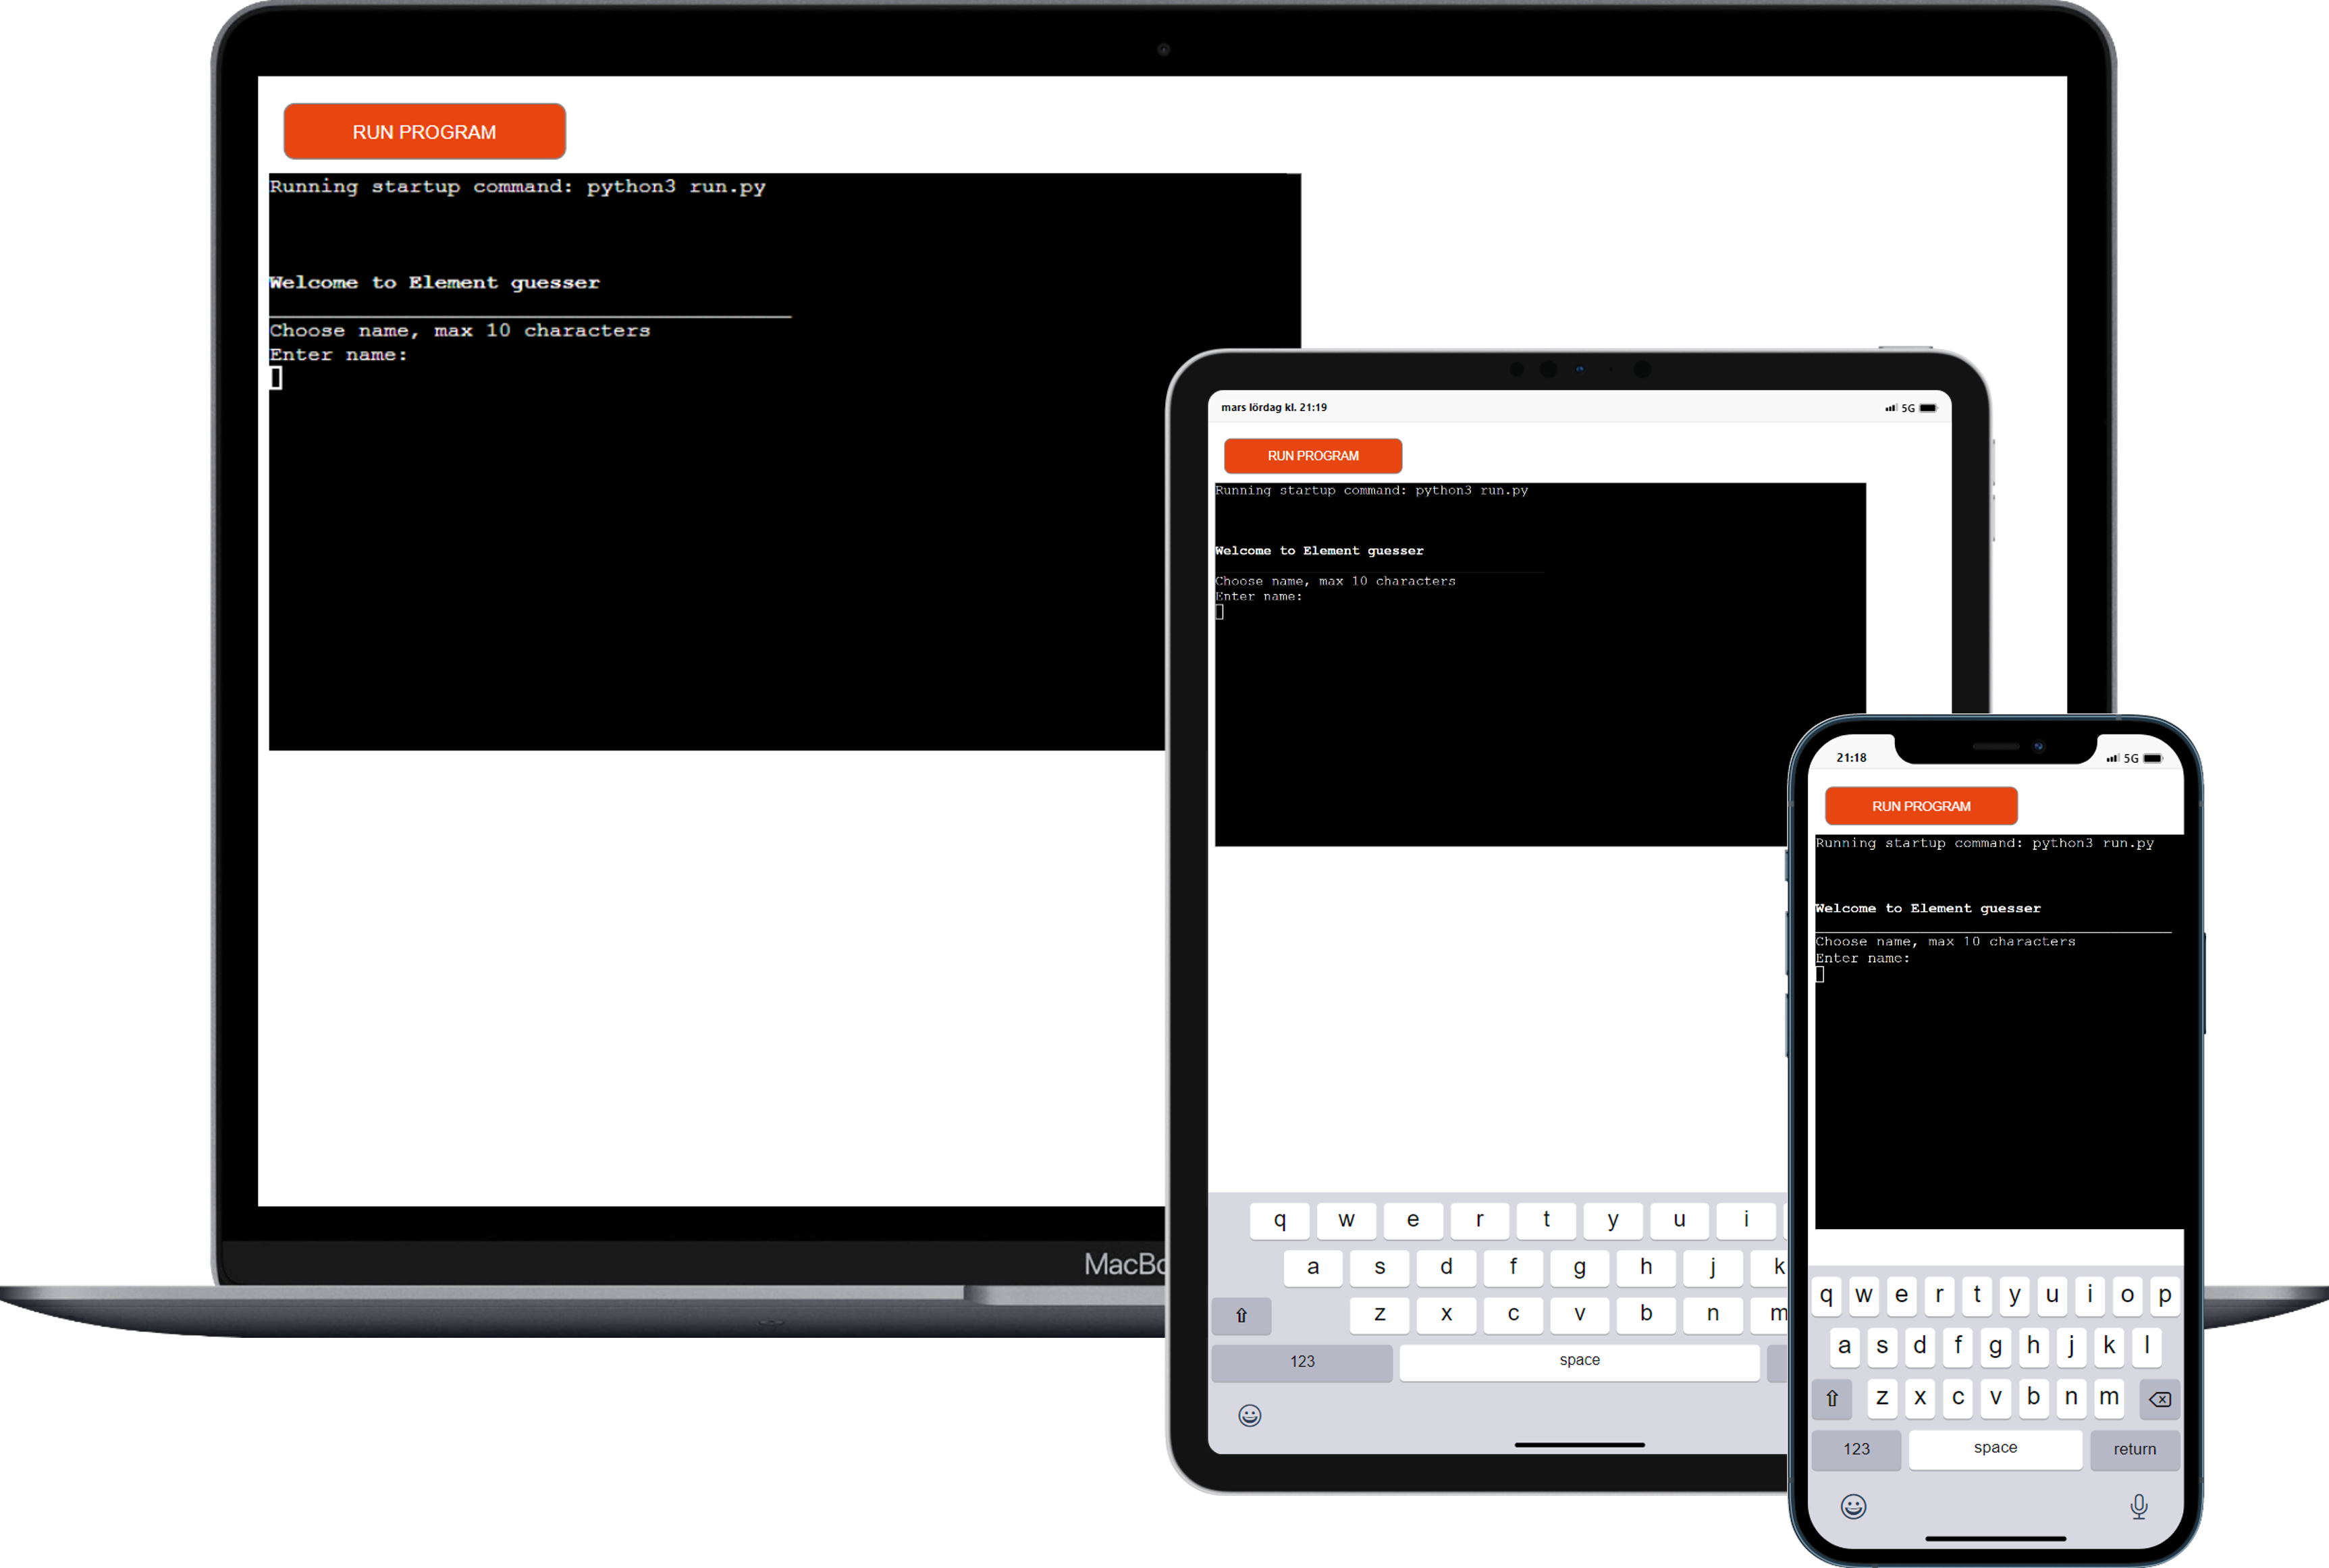 RUN PROGRAM
Running startup command: python3 run.py
Welcome to Element guesser
Choose name, max 10 characters
Enter name:
MacBo
mars lördag kl. 21:19
5G
RUN PROGRAM
Running startup command: python3 run.py
Welcome to Element guesser
Choose name, max 10 characters
Enter name:
q w e r t y u i
a s d f g h j k
z x c v b n m
123 space
21:18
5G
RUN PROGRAM
Running startup command: python3 run.py
Welcome to Element guesser
Choose name, max 10 characters
Enter name:
q w e r t y u i o p
a s d f g h j k l
z x c v b n m
123 space return